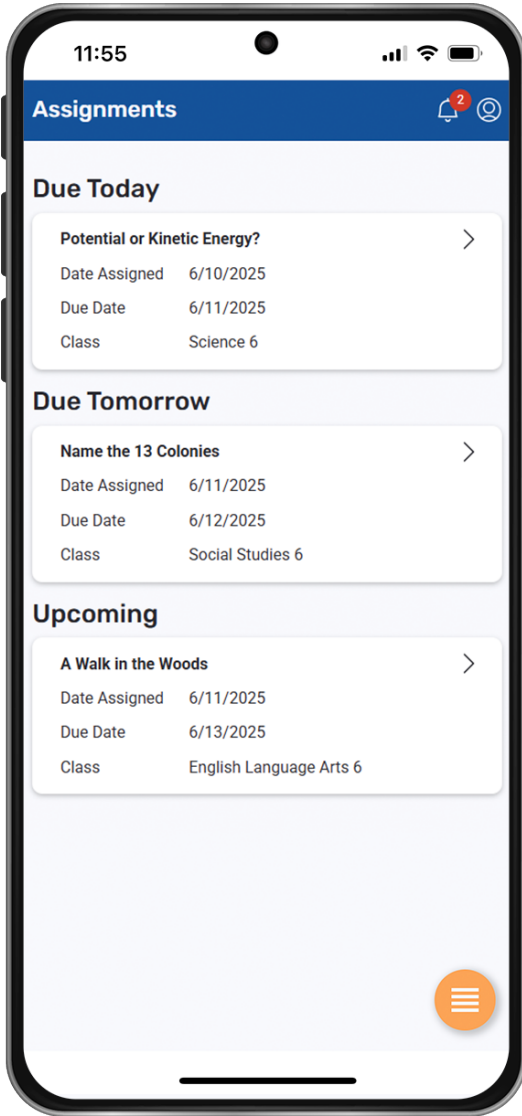 11:55
Assignments 2
Due Today
Potential or Kinetic Energy?
Date Assigned 6/10/2025
Due Date 6/11/2025
Class Science 6
Due Tomorrow
Name the 13 Colonies
Date Assigned 6/11/2025
Due Date 6/12/2025
Class Social Studies 6
Upcoming
A Walk in the Woods
Date Assigned 6/11/2025
Due Date 6/13/2025
Class English Language Arts 6